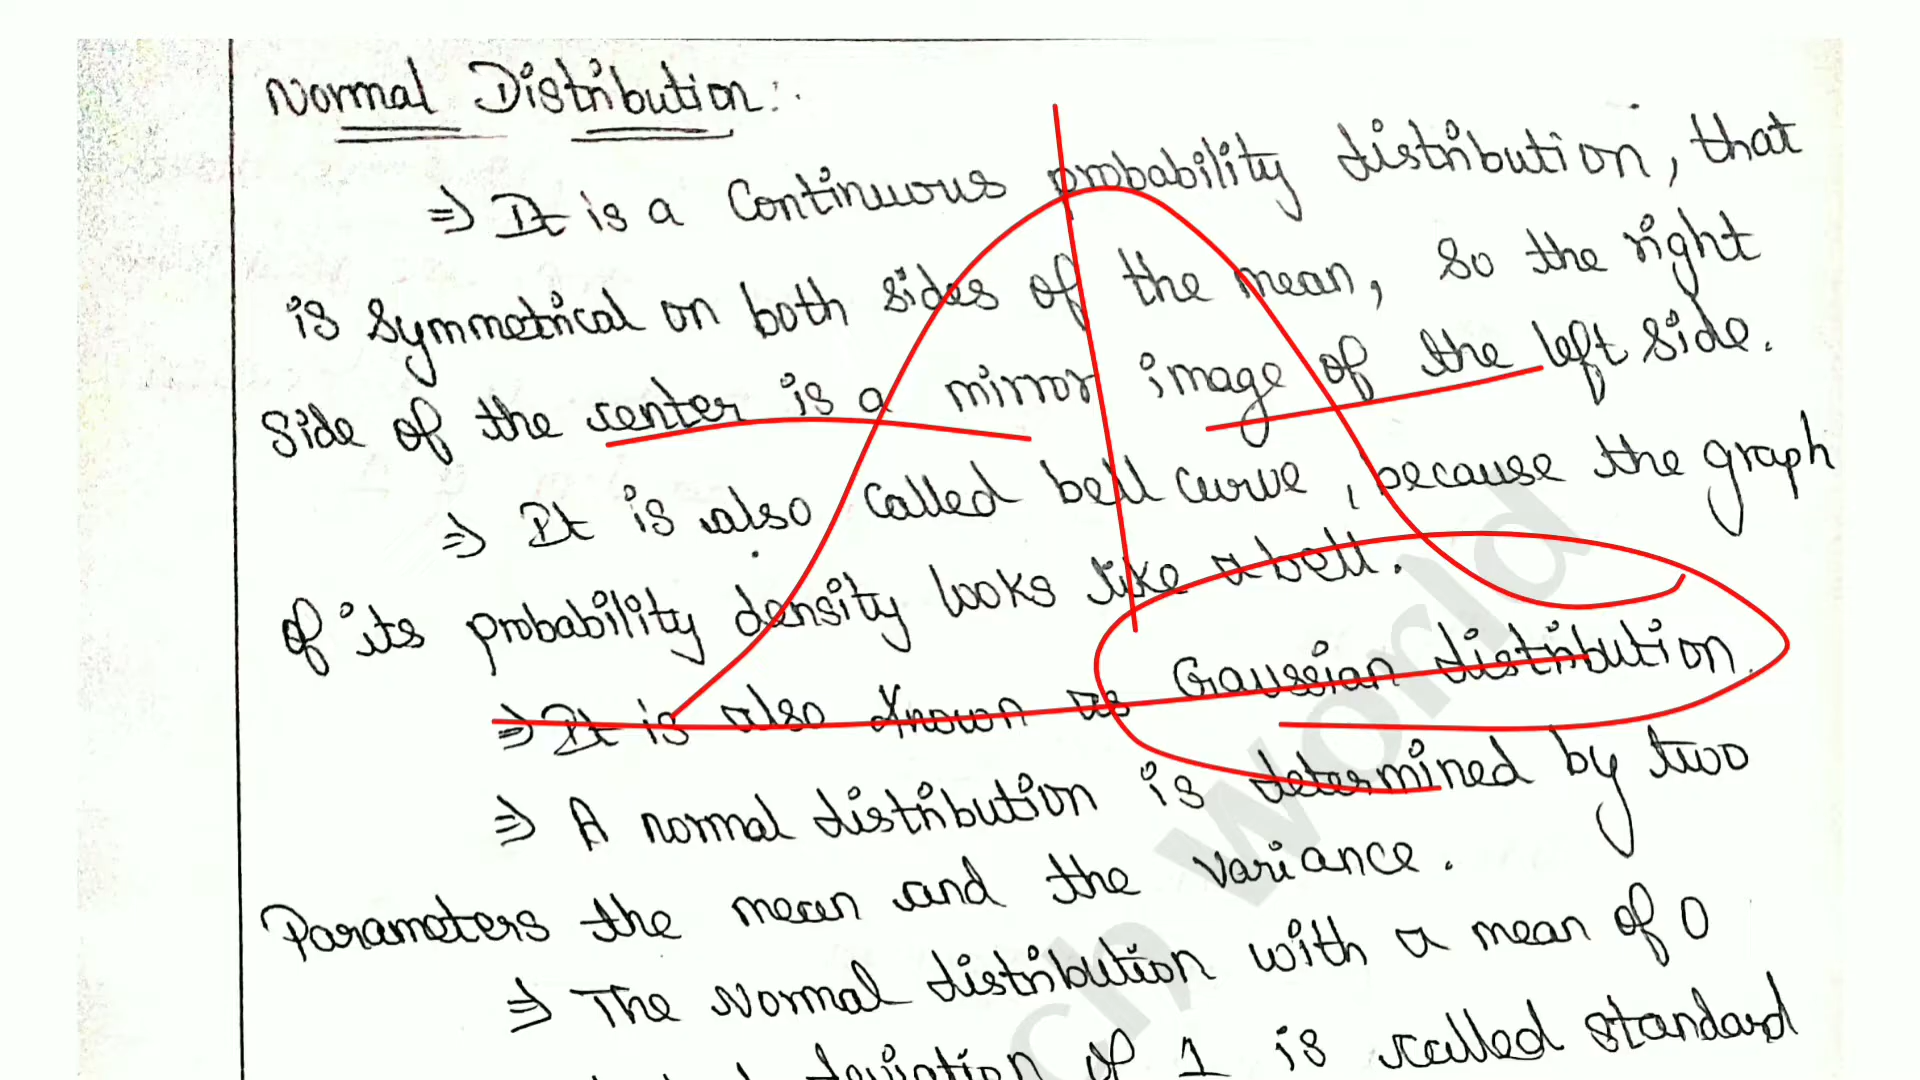 Normal Distribution:
⇒ It is a Continuous probability distribution, that
is Symmetrical on both sides of the mean, so the right
Side of the center is a mirror image of the left side.
⇒ It is also called bell curve, because the graph
of its probability density looks like a bell.
⇒ It is also known as Gaussian distribution.
⇒ A normal distribution is determined by two
Parameters the mean and the variance.
⇒ The Normal distribution with a mean of 0
deviation of 1 is called standard
ch world